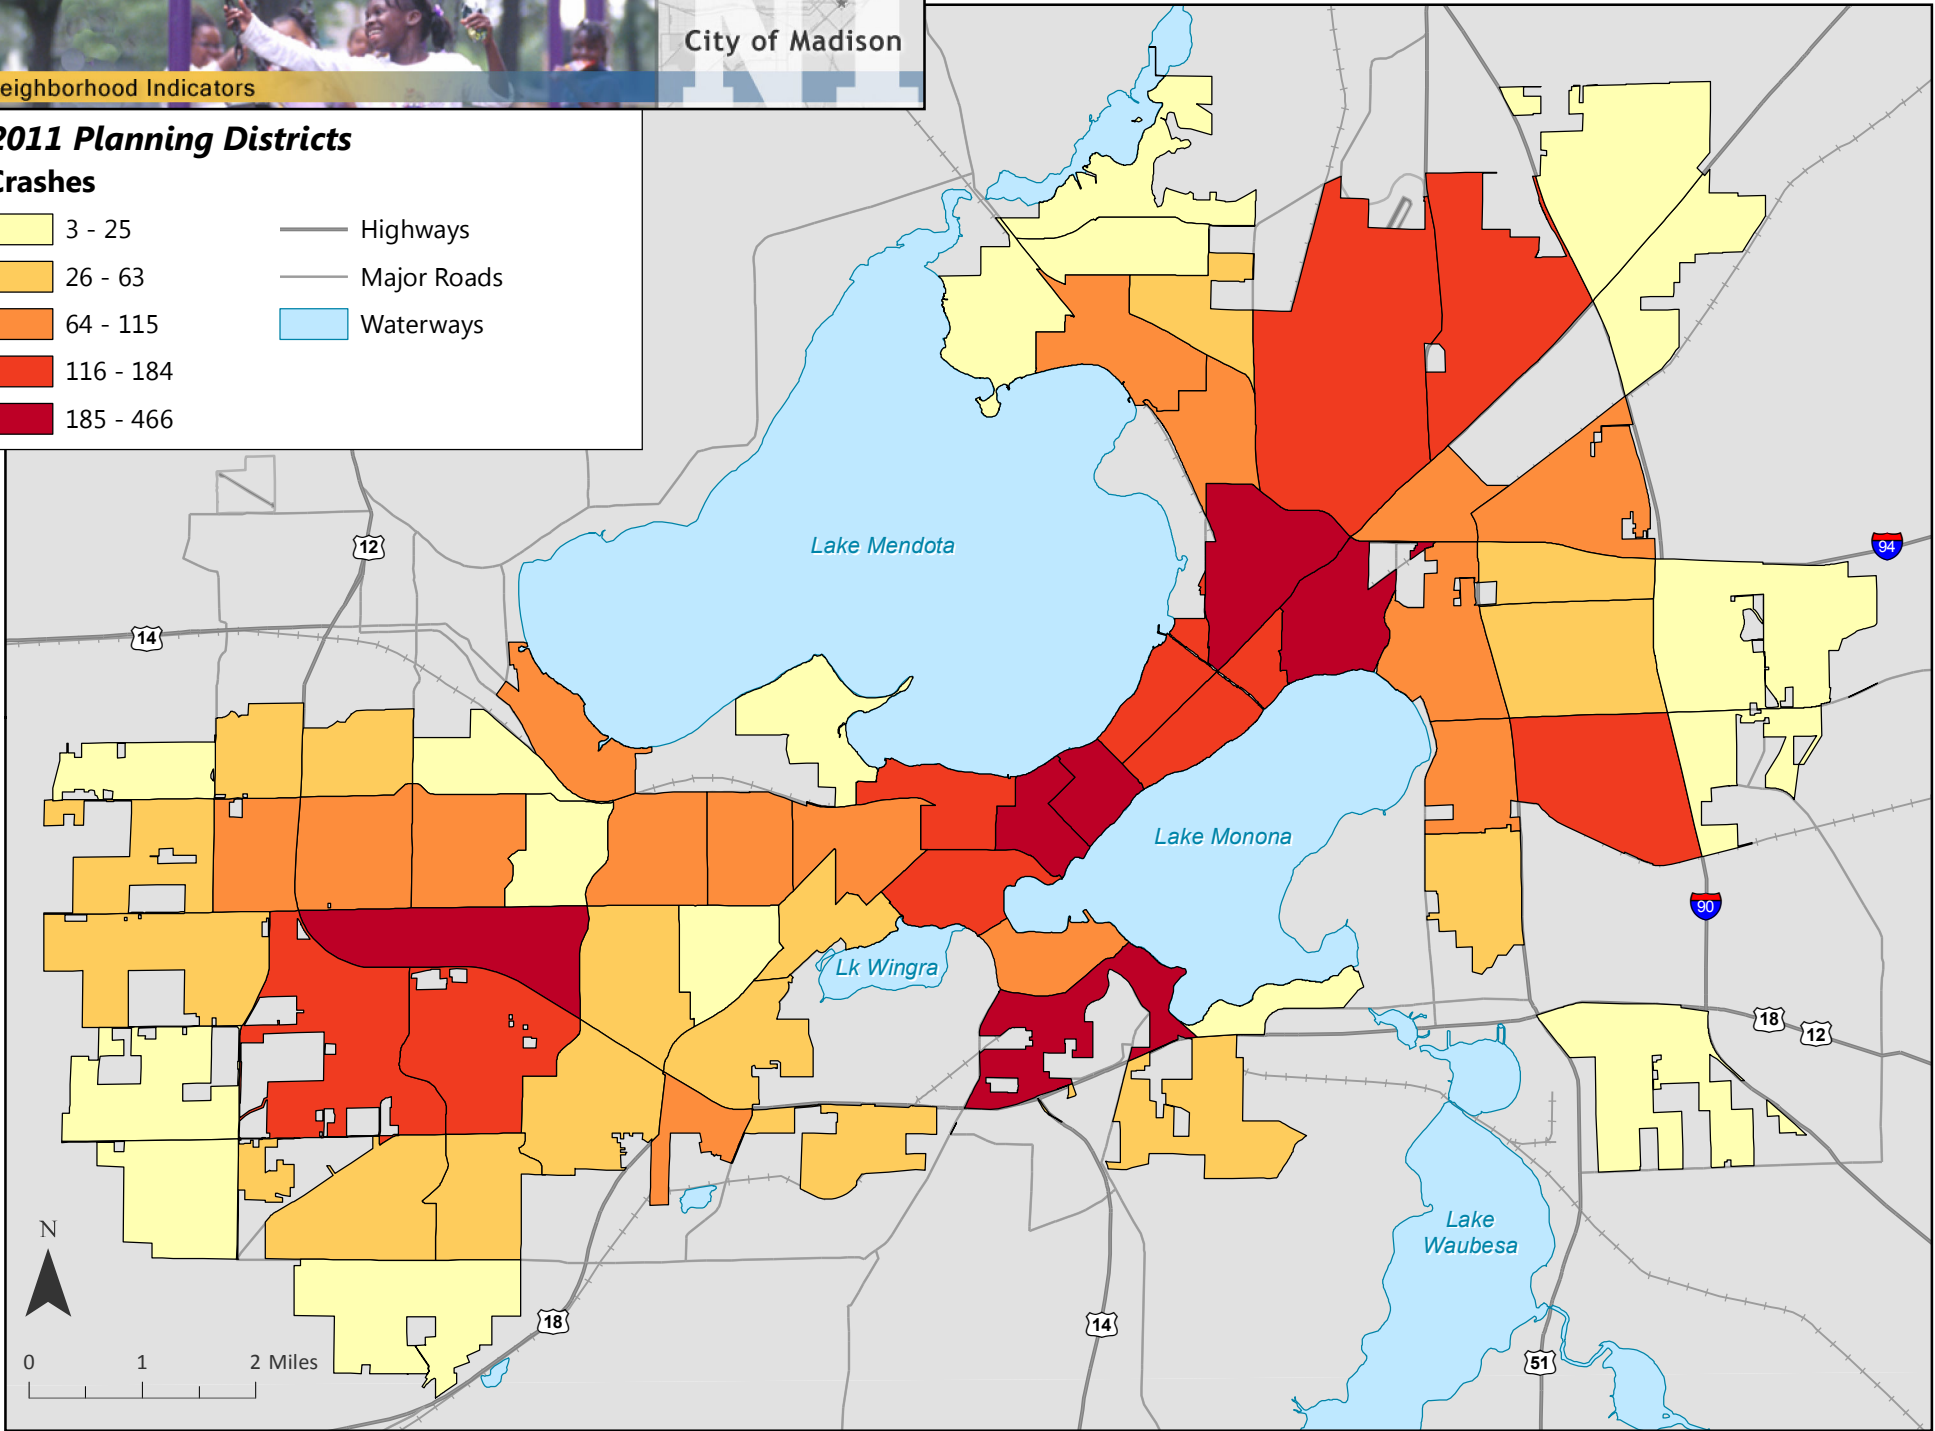 City of Madison
eighborhood Indicators
2011 Planning Districts
Crashes
3 - 25
Highways
26 - 63
Major Roads
64 - 115
Waterways
116 - 184
185 - 466
12
Lake Mendota
94
14
Lake Monona
90
Lk Wingra
18
12
Lake
Waubesa
N
18
14
0 1 2 Miles
51